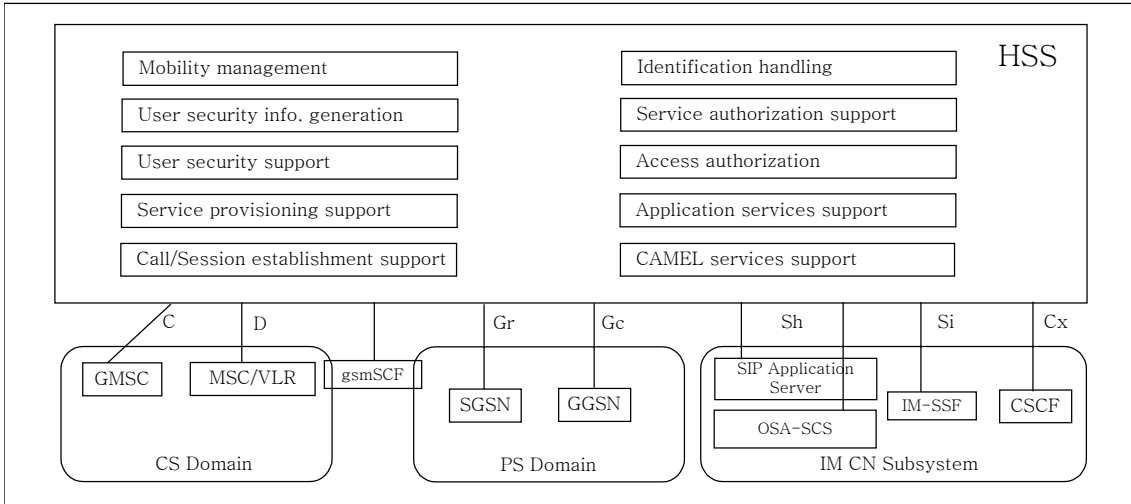 HSS
Mobility management
Identification handling
User security info. generation
Service authorization support
User security support
Access authorization
Service provisioning support
Application services support
Call/Session establishment support
CAMEL services support
C
D
Gr
Gc
Sh
Si
Cx
GMSC
MSC/VLR
gsmSCF
SGSN
GGSN
SIP Application
Server
OSA-SCS
IM-SSF
CSCF
CS Domain
PS Domain
IM CN Subsystem